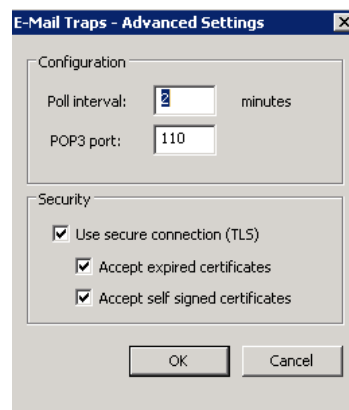 E-Mail Traps - Advanced Settings
Configuration
Poll interval: 2 minutes
POP3 port: 110
Security
Use secure connection (TLS)
Accept expired certificates
Accept self signed certificates
OK Cancel